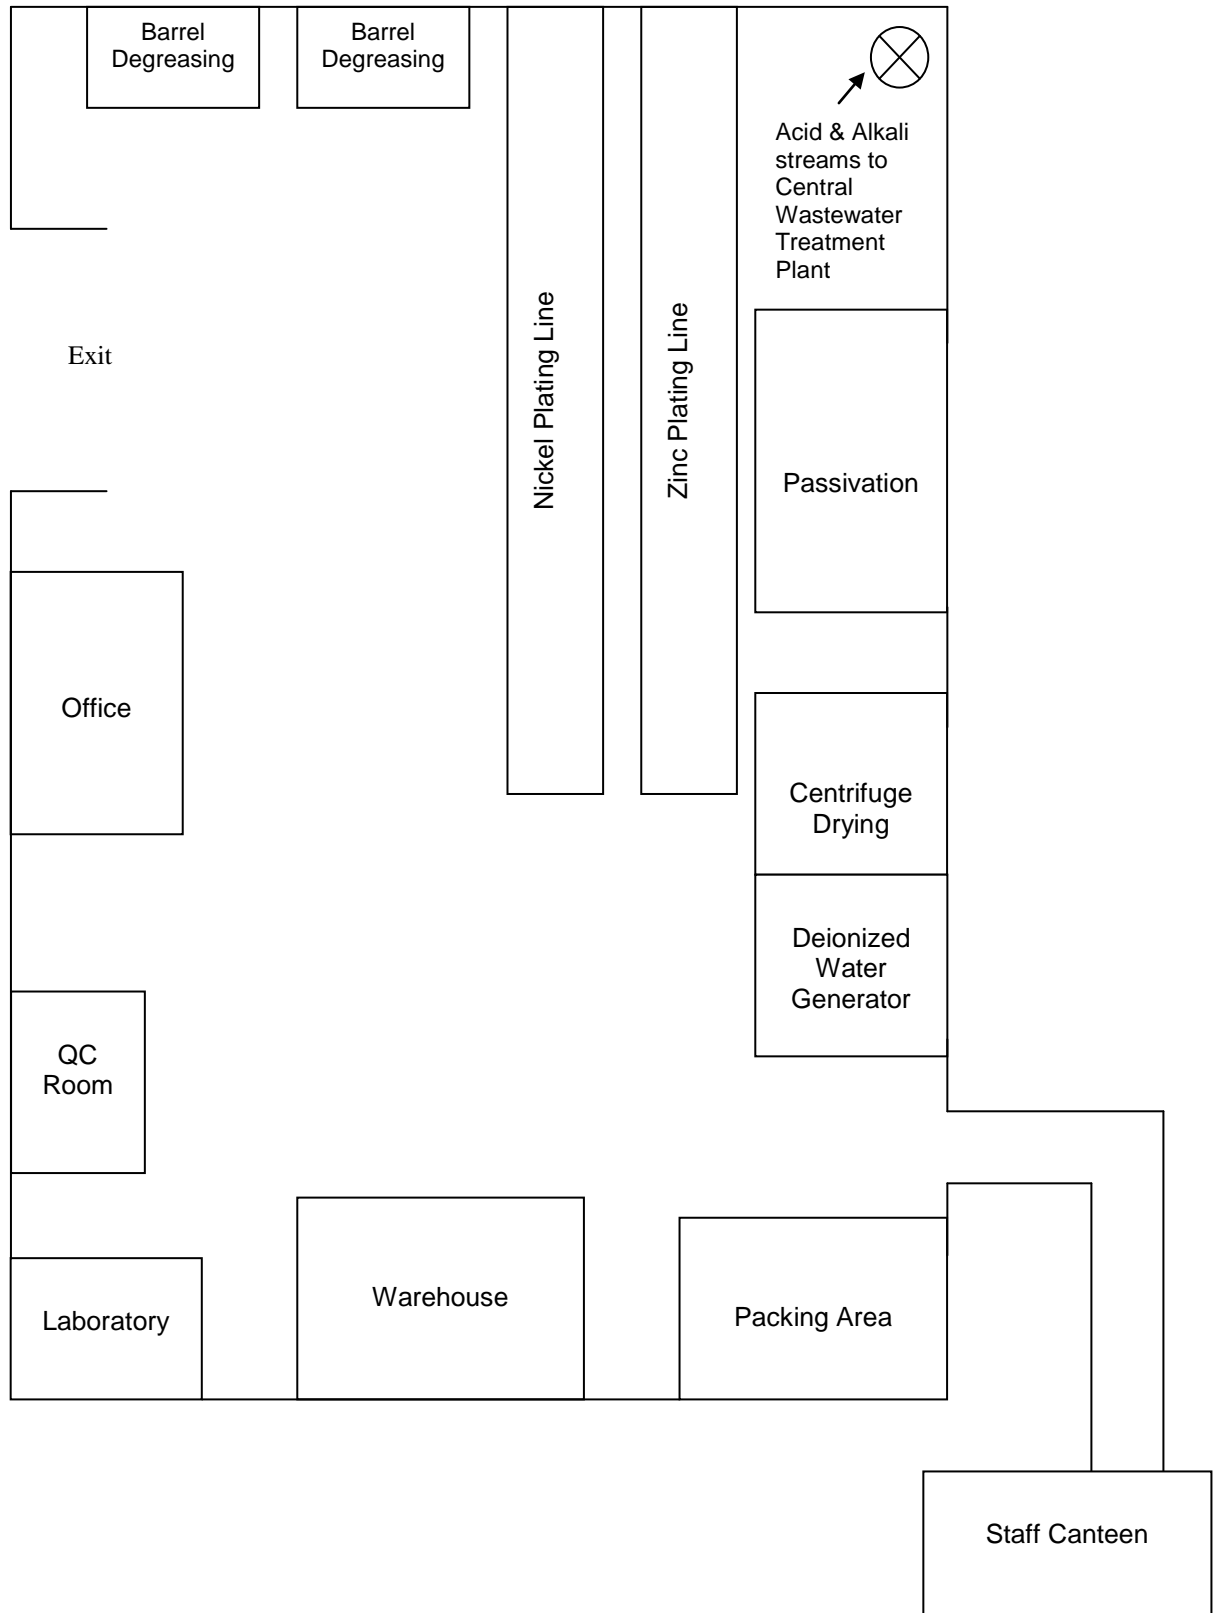 Barrel
Degreasing
Barrel
Degreasing
Acid & Alkali
streams to
Central
Wastewater
Treatment
Plant
Exit
Nickel Plating Line
Zinc Plating Line
Passivation
Office
Centrifuge
Drying
Deionized
Water
Generator
QC
Room
Laboratory
Warehouse
Packing Area
Staff Canteen